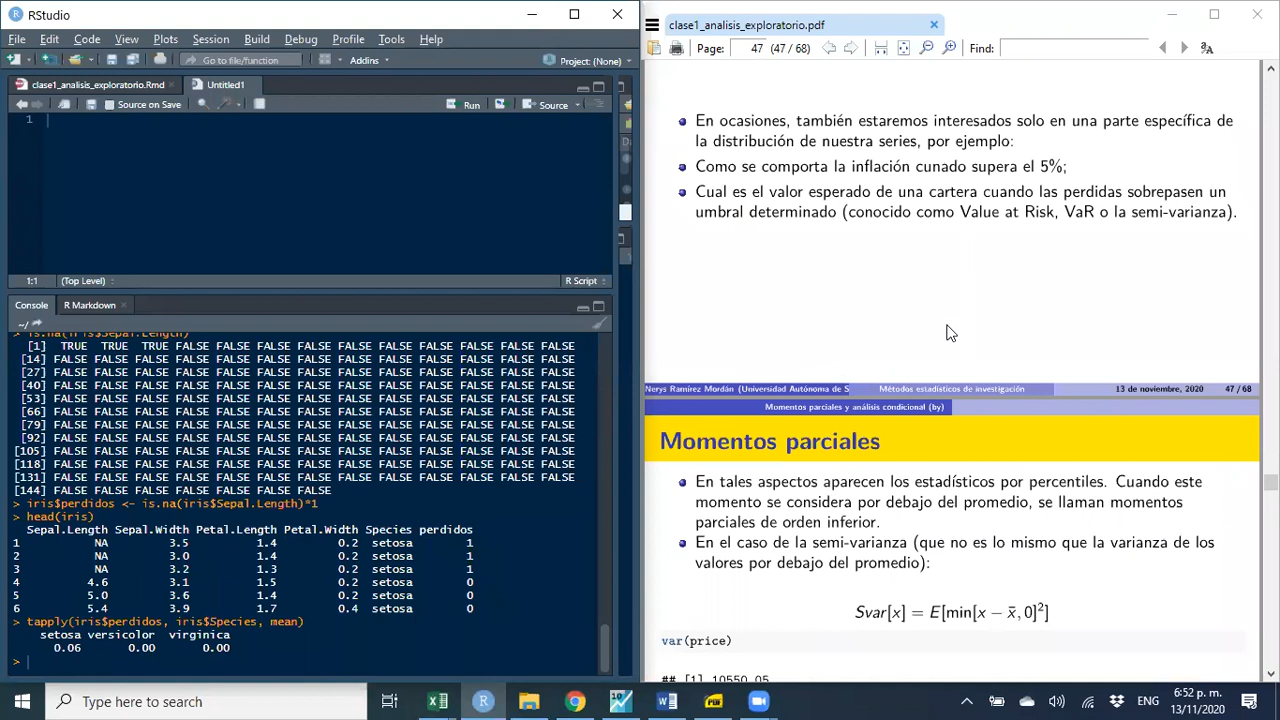 RStudio
File Edit Code View Plots Session Build Debug Profile Tools Help
Go to file/function
Addins
Project: (None)
clase1_analisis_exploratorio.Rmd
Untitled1
Source on Save
Run
Source
1
1:1
(Top Level)
R Script
Console
R Markdown
~/
> is.na(iris$Sepal.Length)
[1] TRUE TRUE TRUE FALSE FALSE FALSE FALSE FALSE FALSE FALSE FALSE FALSE FALSE
[14] FALSE FALSE FALSE FALSE FALSE FALSE FALSE FALSE FALSE FALSE FALSE FALSE FALSE
[27] FALSE FALSE FALSE FALSE FALSE FALSE FALSE FALSE FALSE FALSE FALSE FALSE FALSE
[40] FALSE FALSE FALSE FALSE FALSE FALSE FALSE FALSE FALSE FALSE FALSE FALSE FALSE
[53] FALSE FALSE FALSE FALSE FALSE FALSE FALSE FALSE FALSE FALSE FALSE FALSE FALSE
[66] FALSE FALSE FALSE FALSE FALSE FALSE FALSE FALSE FALSE FALSE FALSE FALSE FALSE
[79] FALSE FALSE FALSE FALSE FALSE FALSE FALSE FALSE FALSE FALSE FALSE FALSE FALSE
[92] FALSE FALSE FALSE FALSE FALSE FALSE FALSE FALSE FALSE FALSE FALSE FALSE FALSE
[105] FALSE FALSE FALSE FALSE FALSE FALSE FALSE FALSE FALSE FALSE FALSE FALSE FALSE
[118] FALSE FALSE FALSE FALSE FALSE FALSE FALSE FALSE FALSE FALSE FALSE FALSE FALSE
[131] FALSE FALSE FALSE FALSE FALSE FALSE FALSE FALSE FALSE FALSE FALSE FALSE FALSE
[144] FALSE FALSE FALSE FALSE FALSE FALSE FALSE
> iris$perdidos <- is.na(iris$Sepal.Length)*1
> head(iris)
Sepal.Length Sepal.Width Petal.Length Petal.Width Species perdidos
1 NA 3.5 1.4 0.2 setosa 1
2 NA 3.0 1.4 0.2 setosa 1
3 NA 3.2 1.3 0.2 setosa 1
4 4.6 3.1 1.5 0.2 setosa 0
5 5.0 3.6 1.4 0.2 setosa 0
6 5.4 3.9 1.7 0.4 setosa 0
> tapply(iris$perdidos, iris$Species, mean)
setosa versicolor virginica
0.06 0.00 0.00
>
clase1_analisis_exploratorio.pdf
Page: 47 (47 / 68)
Find:
En ocasiones, también estaremos interesados solo en una parte específica de
la distribución de nuestra series, por ejemplo:
Como se comporta la inflación cunado supera el 5%;
Cual es el valor esperado de una cartera cuando las perdidas sobrepasen un
umbral determinado (conocido como Value at Risk, VaR o la semi-varianza).
Nerys Ramírez Mordán (Universidad Autónoma de S
Métodos estadísticos de investigación
13 de noviembre, 2020
47 / 68
Momentos parciales y análisis condicional (by)
Momentos parciales
En tales aspectos aparecen los estadísticos por percentiles. Cuando este
momento se considera por debajo del promedio, se llaman momentos
parciales de orden inferior.
En el caso de la semi-varianza (que no es lo mismo que la varianza de los
valores por debajo del promedio):
Svar[x] = E[min[x − x̄, 0]²]
var(price)
## [1] 10550.05
Type here to search
ENG
6:52 p. m.
13/11/2020